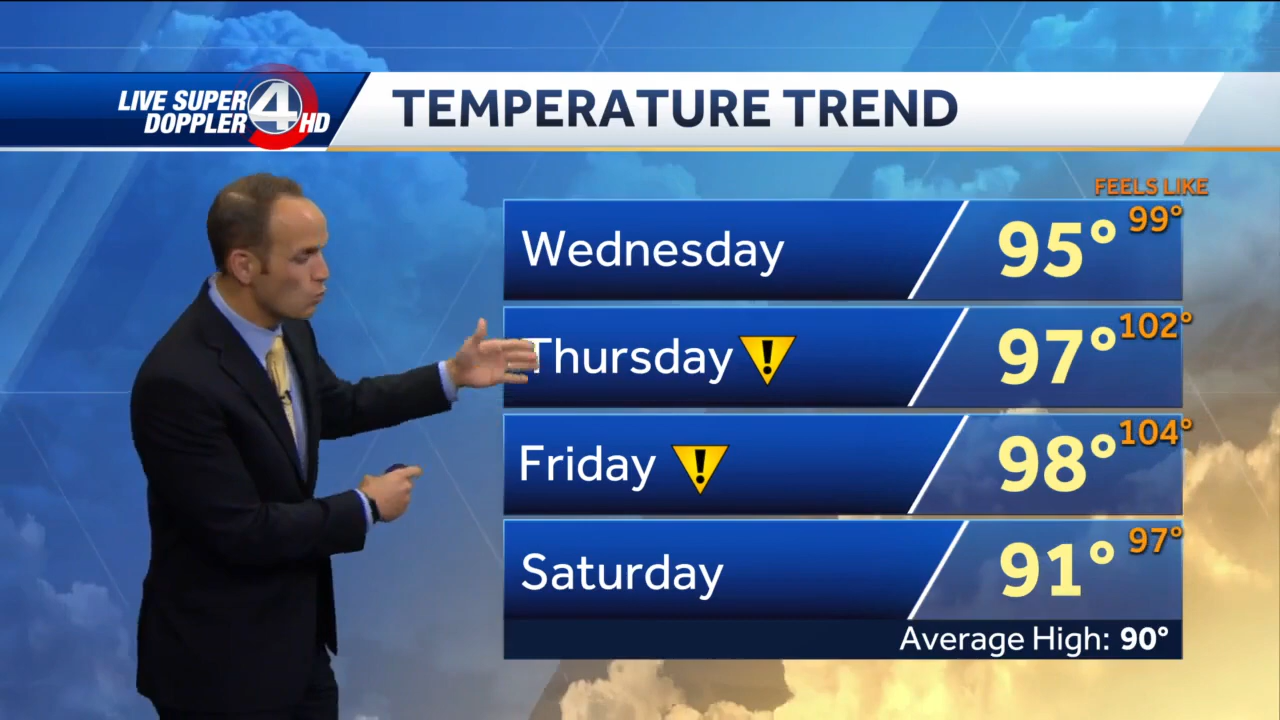 LIVE SUPER
DOPPLER 4 HD
TEMPERATURE TREND
FEELS LIKE
Wednesday 95° 99°
Thursday ! 97° 102°
Friday ! 98° 104°
Saturday 91° 97°
Average High: 90°